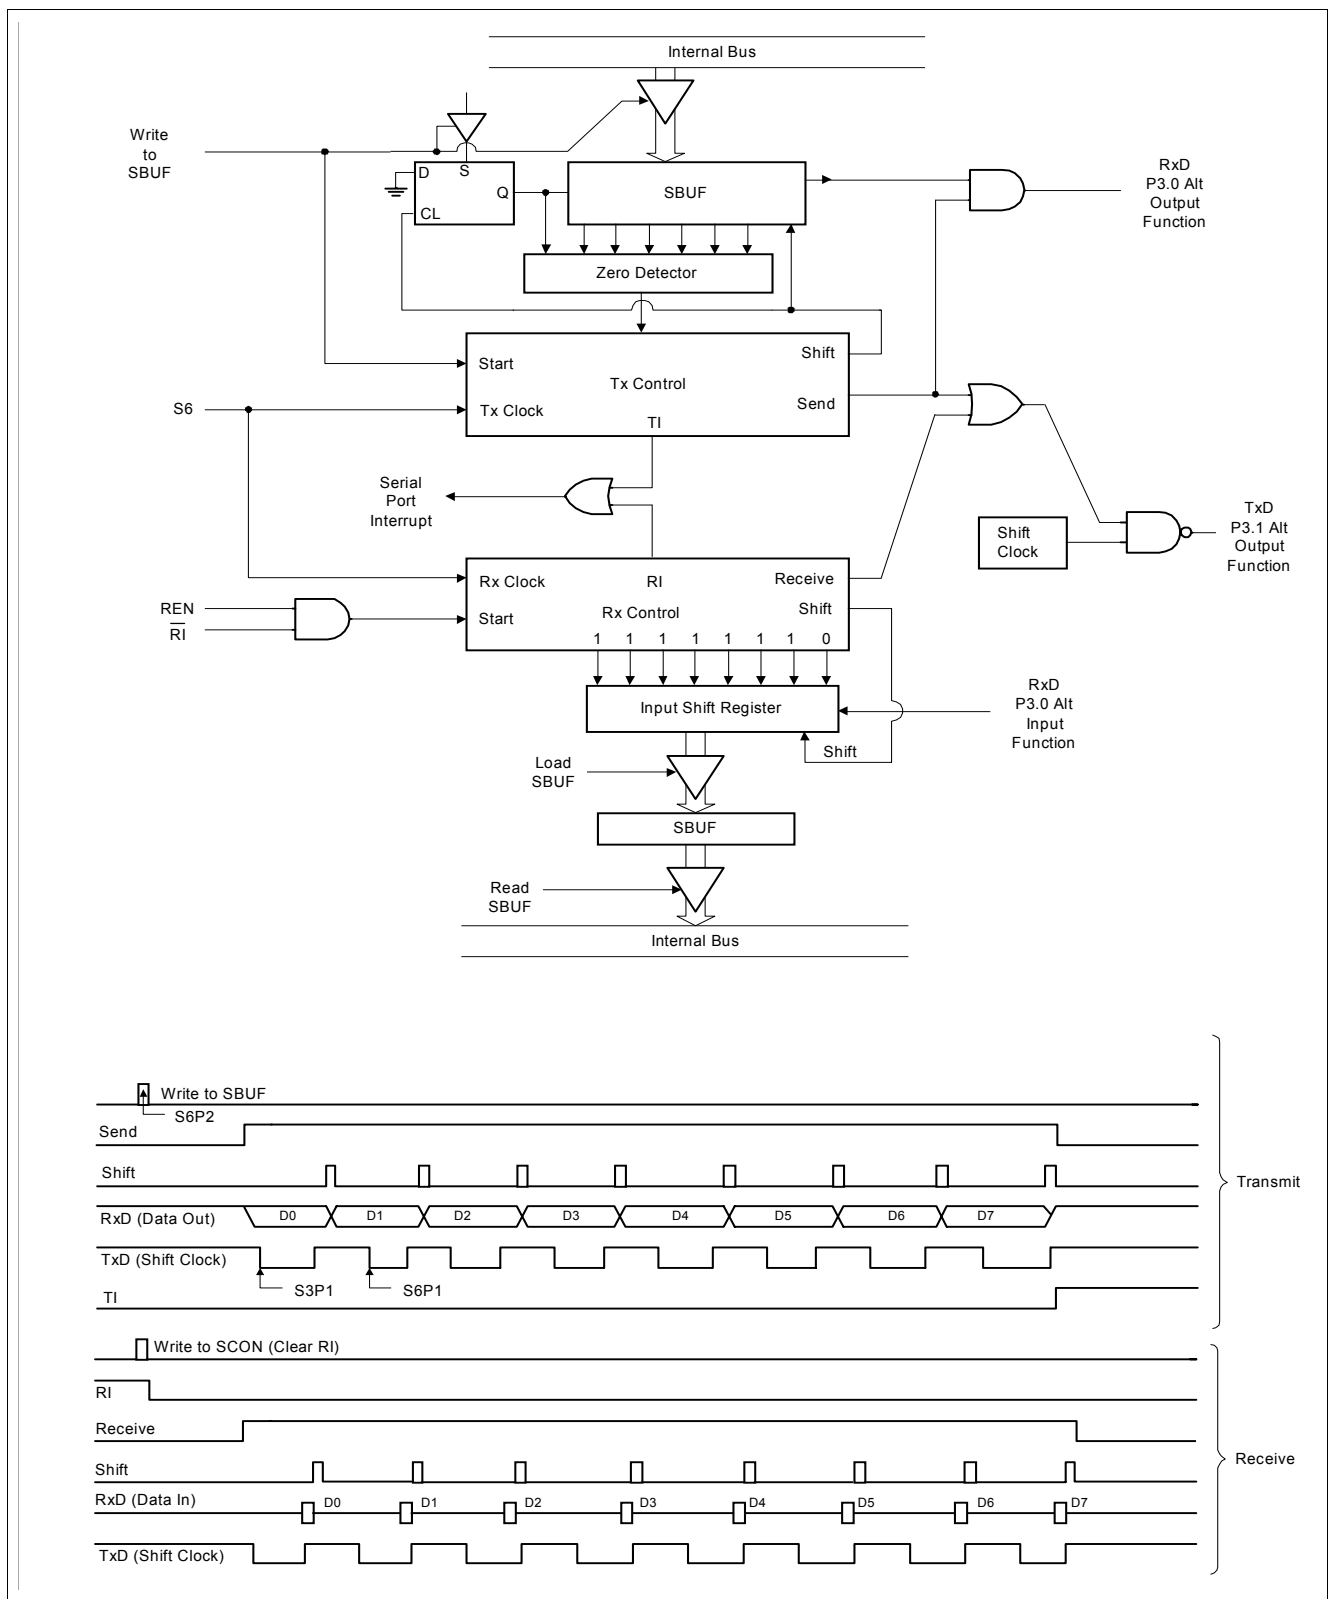 Internal Bus
Write
to
SBUF
D
S
Q
CL
SBUF
RxD
P3.0 Alt
Output
Function
Zero Detector
Start
Shift
Tx Control
Send
S6
Tx Clock
TI
Serial
Port
Interrupt
Shift
Clock
TxD
P3.1 Alt
Output
Function
Rx Clock
RI
Receive
REN
RI
Start
Rx Control
Shift
1 1 1 1 1 1 1 0
Input Shift Register
RxD
P3.0 Alt
Input
Function
Shift
Load
SBUF
SBUF
Read
SBUF
Internal Bus
Write to SBUF
S6P2
Send
Shift
Transmit
RxD (Data Out) D0 D1 D2 D3 D4 D5 D6 D7
TxD (Shift Clock)
S3P1 S6P1
TI
Write to SCON (Clear RI)
RI
Receive
Shift
Receive
RxD (Data In) D0 D1 D2 D3 D4 D5 D6 D7
TxD (Shift Clock)